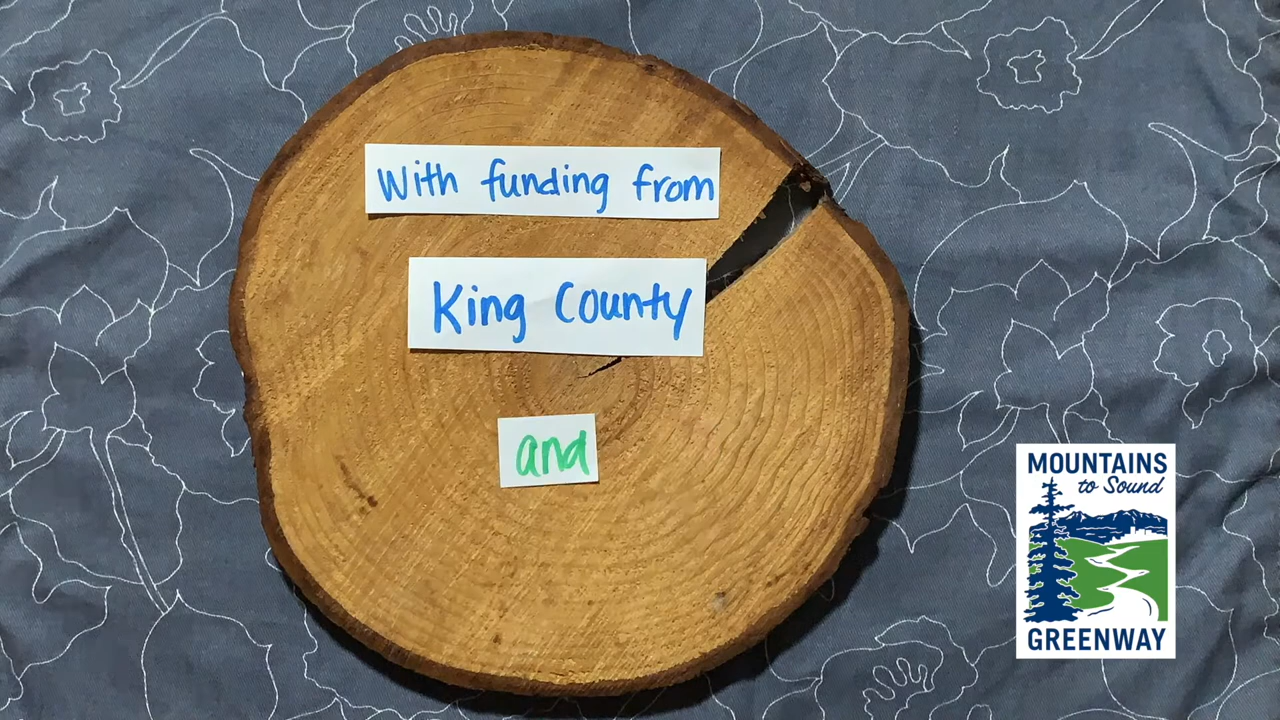 With funding from
King County
and
MOUNTAINS
to Sound
GREENWAY